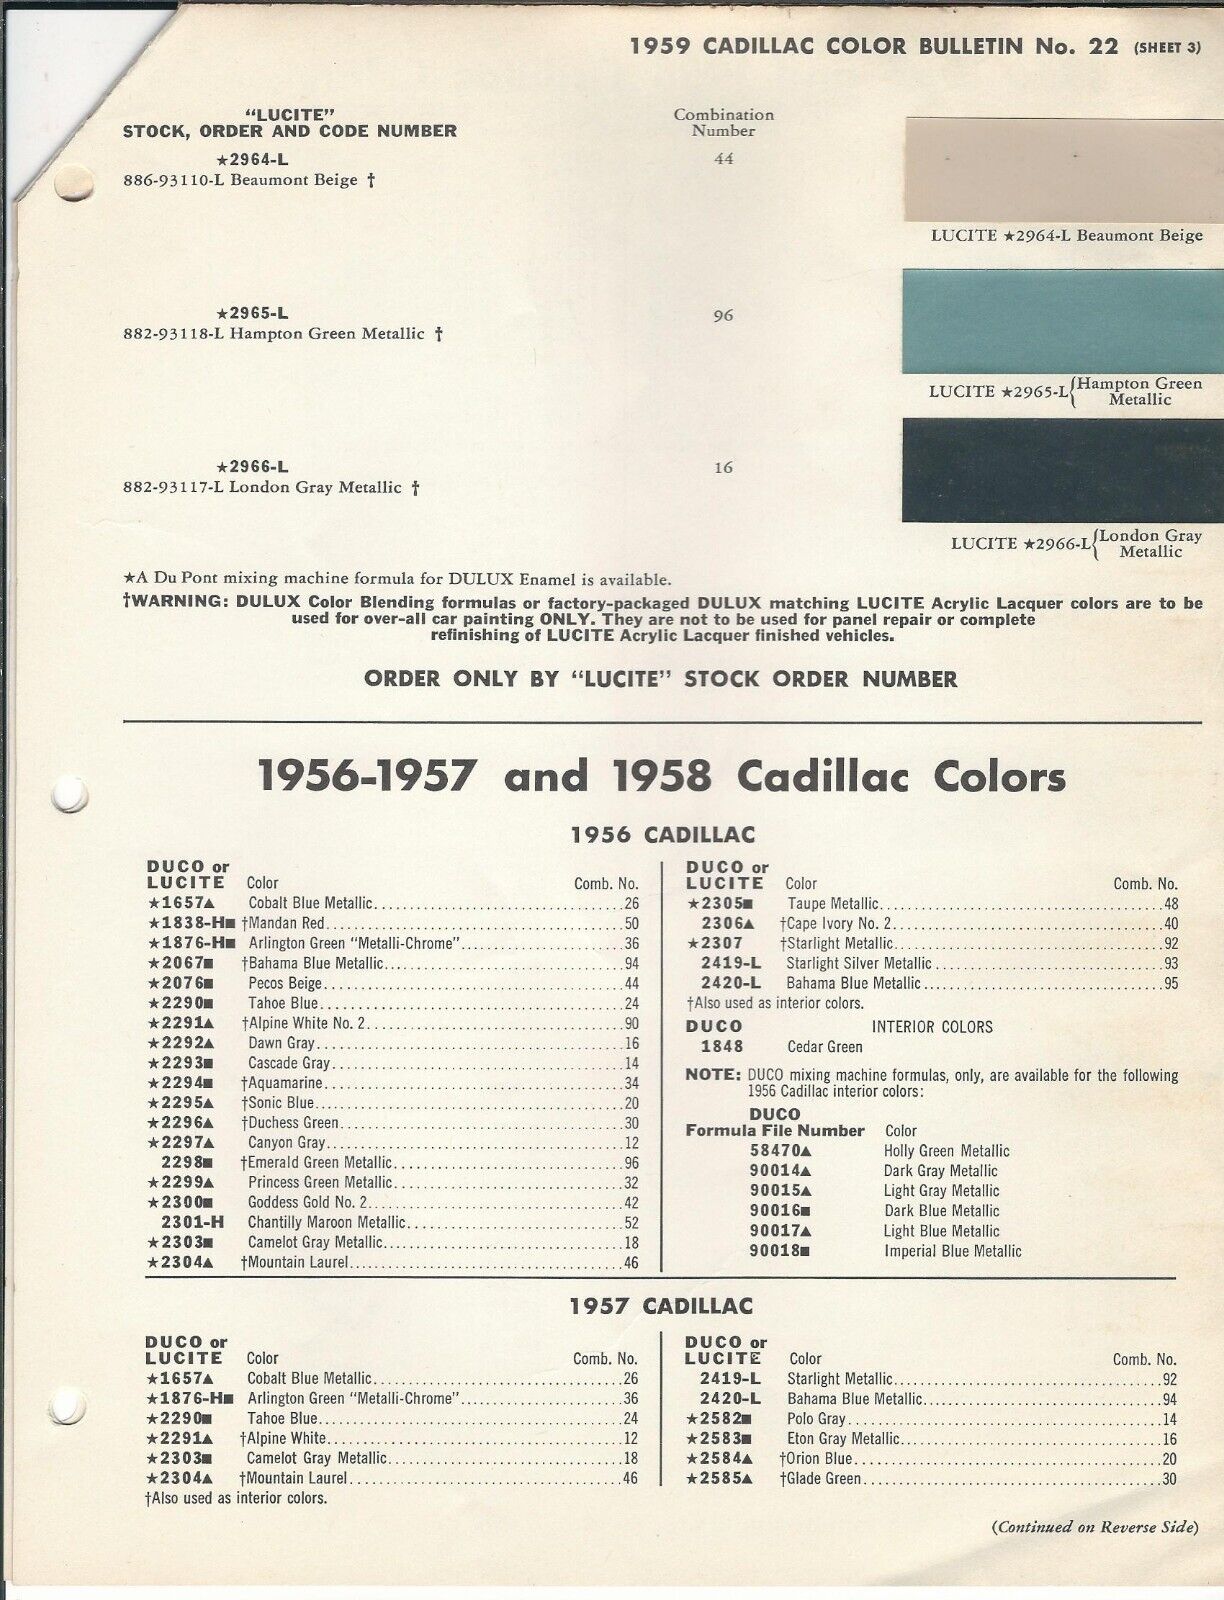 1959 CADILLAC COLOR BULLETIN No. 22 (SHEET 3)
"LUCITE"
STOCK, ORDER AND CODE NUMBER
Combination
Number
★2964-L
886-93110-L Beaumont Beige †
44
LUCITE ★2964-L Beaumont Beige
★2965-L
882-93118-L Hampton Green Metallic †
96
LUCITE ★2965-L{Hampton Green
Metallic
★2966-L
882-93117-L London Gray Metallic †
16
LUCITE ★2966-L{London Gray
Metallic
★A Du Pont mixing machine formula for DULUX Enamel is available.
†WARNING: DULUX Color Blending formulas or factory-packaged DULUX matching LUCITE Acrylic Lacquer colors are to be
used for over-all car painting ONLY. They are not to be used for panel repair or complete
refinishing of LUCITE Acrylic Lacquer finished vehicles.
ORDER ONLY BY "LUCITE" STOCK ORDER NUMBER
1956-1957 and 1958 Cadillac Colors
1956 CADILLAC
DUCO or
LUCITE Color Comb. No.
★1657▲ Cobalt Blue Metallic 26
★1838-H■ †Mandan Red 50
★1876-H■ Arlington Green "Metalli-Chrome" 36
★2067■ †Bahama Blue Metallic 94
★2076■ Pecos Beige 44
★2290■ Tahoe Blue 24
★2291▲ †Alpine White No. 2 90
★2292▲ Dawn Gray 16
★2293■ Cascade Gray 14
★2294■ †Aquamarine 34
★2295▲ †Sonic Blue 20
★2296▲ †Duchess Green 30
★2297▲ Canyon Gray 12
2298■ †Emerald Green Metallic 96
★2299▲ Princess Green Metallic 32
★2300■ Goddess Gold No. 2 42
2301-H Chantilly Maroon Metallic 52
★2303■ Camelot Gray Metallic 18
★2304▲ †Mountain Laurel 46
DUCO or
LUCITE Color Comb. No.
★2305■ Taupe Metallic 48
2306▲ †Cape Ivory No. 2 40
★2307 †Starlight Metallic 92
2419-L Starlight Silver Metallic 93
2420-L Bahama Blue Metallic 95
†Also used as interior colors.
DUCO INTERIOR COLORS
1848 Cedar Green
NOTE: DUCO mixing machine formulas, only, are available for the following
1956 Cadillac interior colors:
DUCO
Formula File Number Color
58470▲ Holly Green Metallic
90014▲ Dark Gray Metallic
90015▲ Light Gray Metallic
90016■ Dark Blue Metallic
90017▲ Light Blue Metallic
90018■ Imperial Blue Metallic
1957 CADILLAC
DUCO or
LUCITE Color Comb. No.
★1657▲ Cobalt Blue Metallic 26
★1876-H■ Arlington Green "Metalli-Chrome" 36
★2290■ Tahoe Blue 24
★2291▲ †Alpine White 12
★2303■ Camelot Gray Metallic 18
★2304▲ †Mountain Laurel 46
†Also used as interior colors.
DUCO or
LUCITE Color Comb. No.
2419-L Starlight Metallic 92
2420-L Bahama Blue Metallic 94
★2582■ Polo Gray 14
★2583■ Eton Gray Metallic 16
★2584▲ †Orion Blue 20
★2585▲ †Glade Green 30
(Continued on Reverse Side)